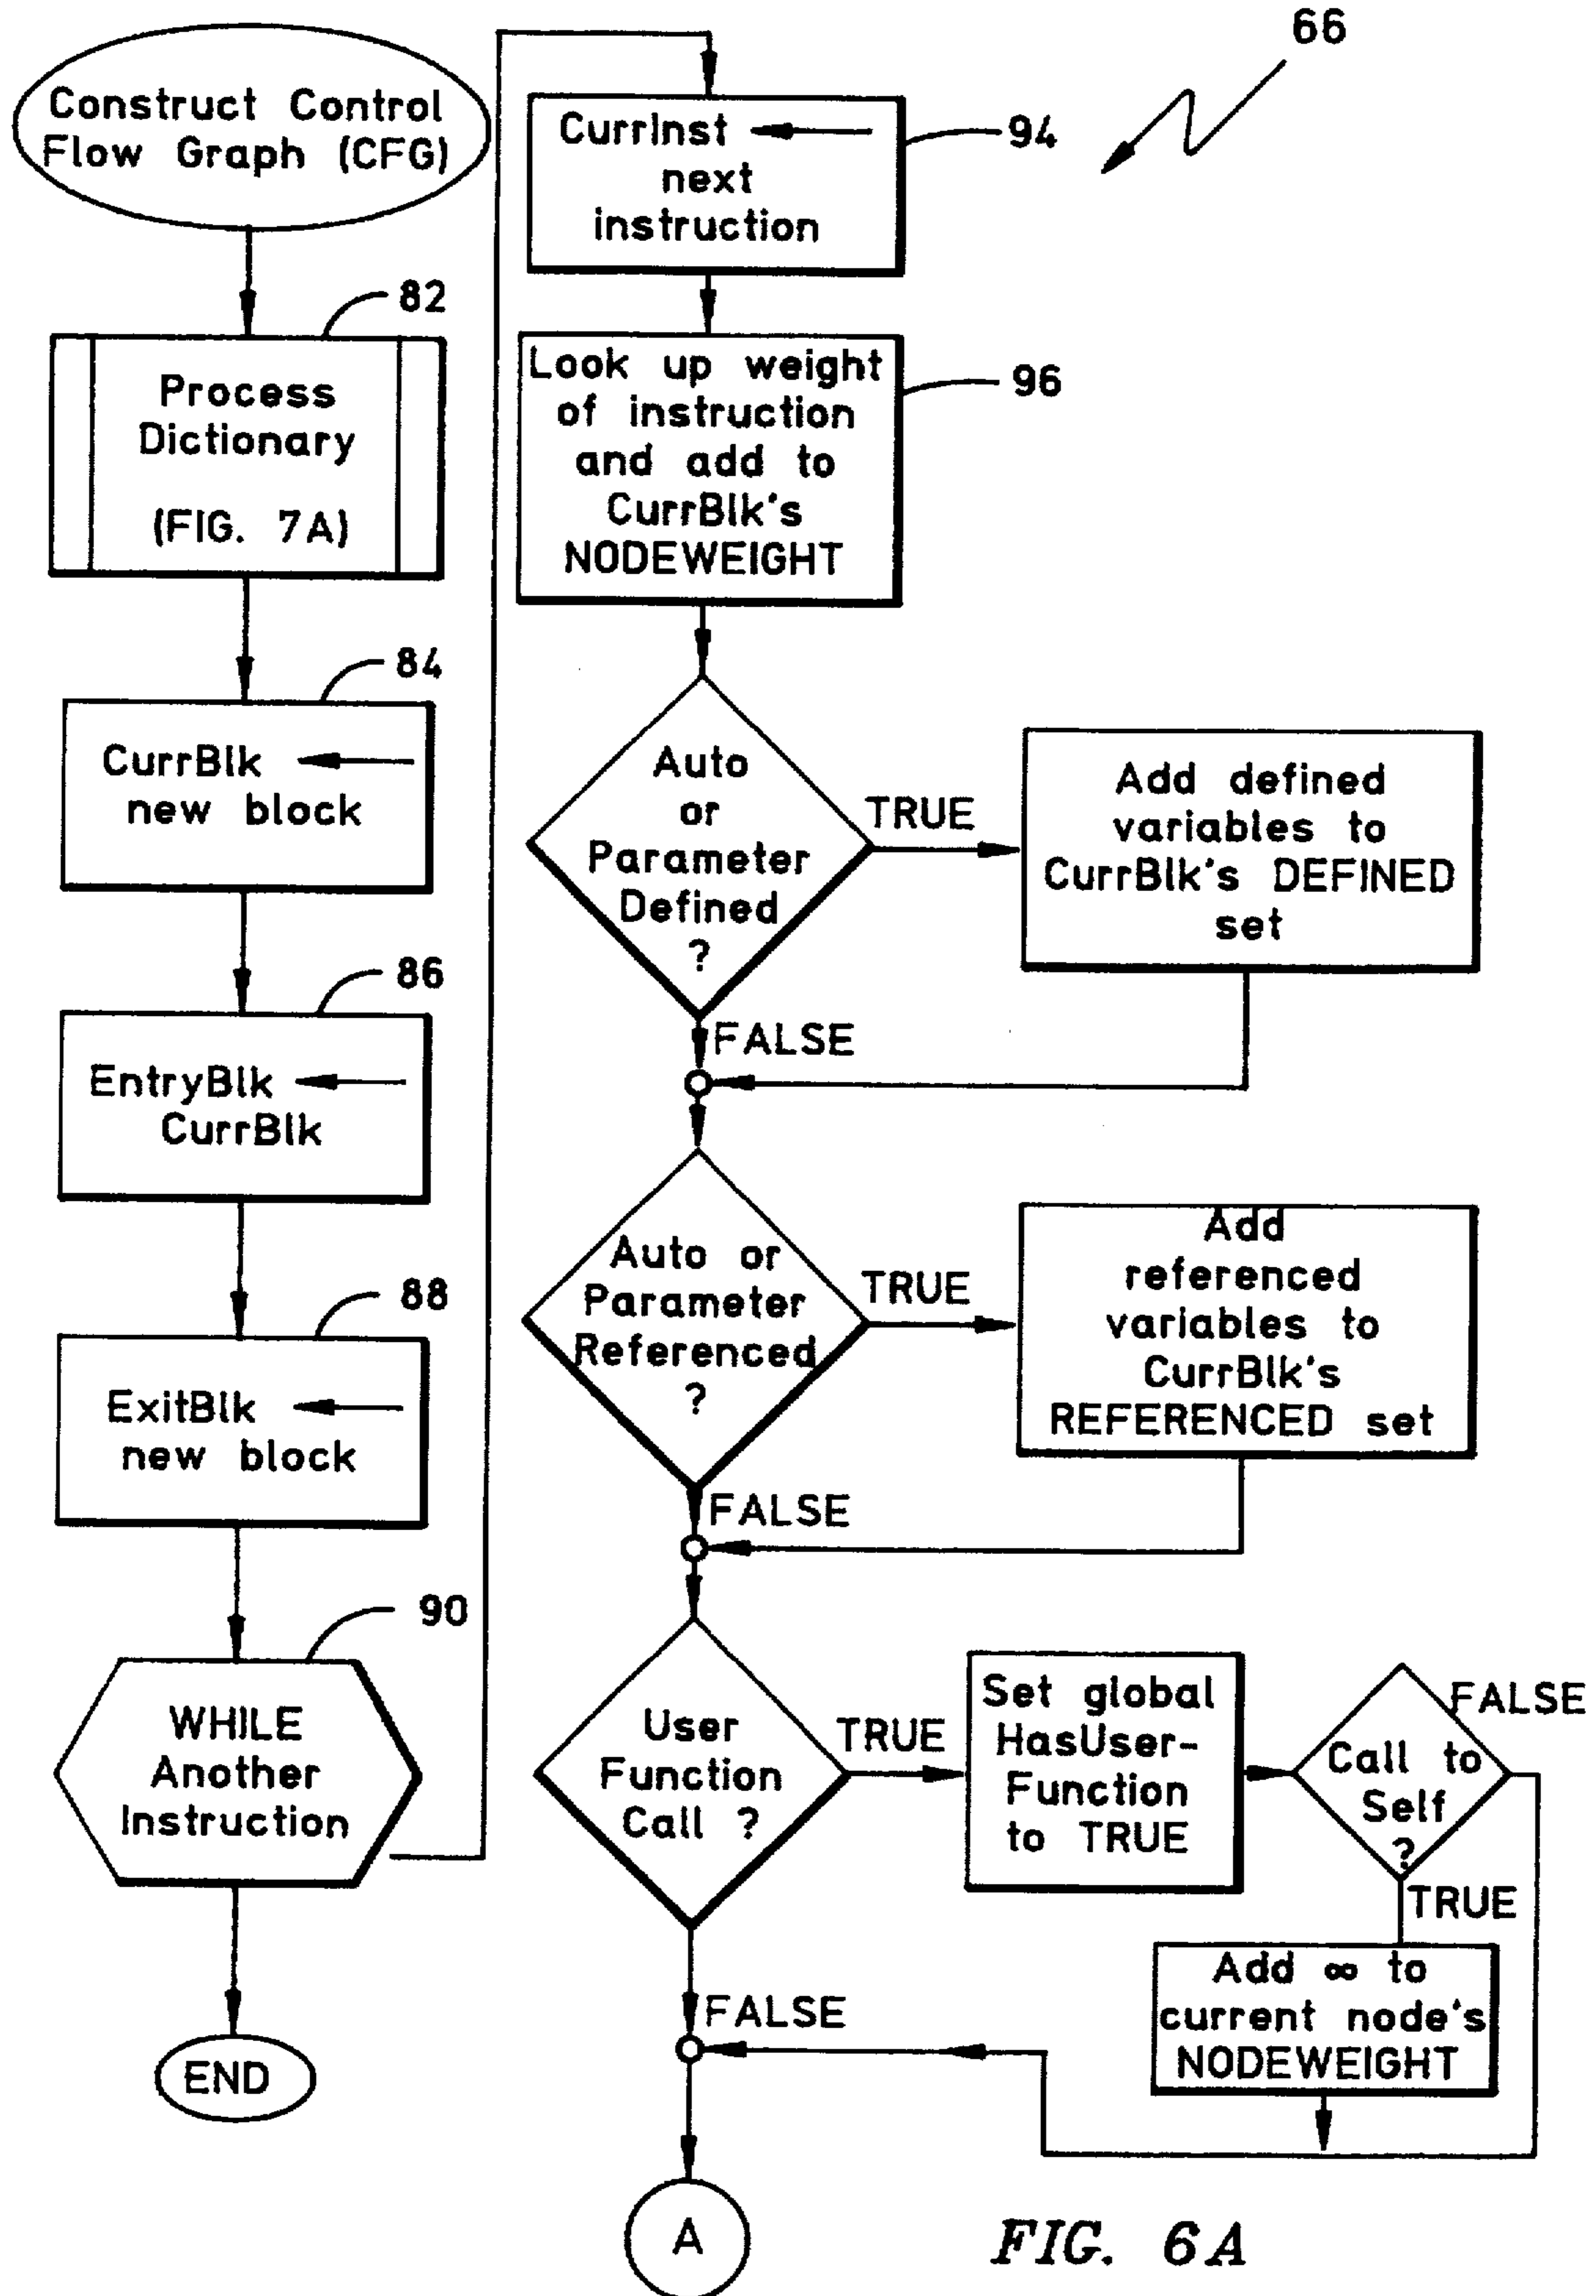 Construct Control
Flow Graph (CFG)
82
Process
Dictionary
(FIG. 7A)
84
CurrBlk
new block
86
EntryBlk
CurrBlk
88
ExitBlk
new block
90
WHILE
Another
Instruction
END
66
CurrInst
next
instruction
94
Look up weight
of instruction
and add to
CurrBlk's
NODEWEIGHT
96
Auto
or
Parameter
Defined
?
TRUE
Add defined
variables to
CurrBlk's DEFINED
set
FALSE
Auto or
Parameter
Referenced
?
TRUE
Add
referenced
variables to
CurrBlk's
REFERENCED set
FALSE
User
Function
Call ?
TRUE
Set global
HasUser-
Function
to TRUE
Call to
Self
?
FALSE
TRUE
Add ∞ to
current node's
NODEWEIGHT
FALSE
A
FIG. 6A